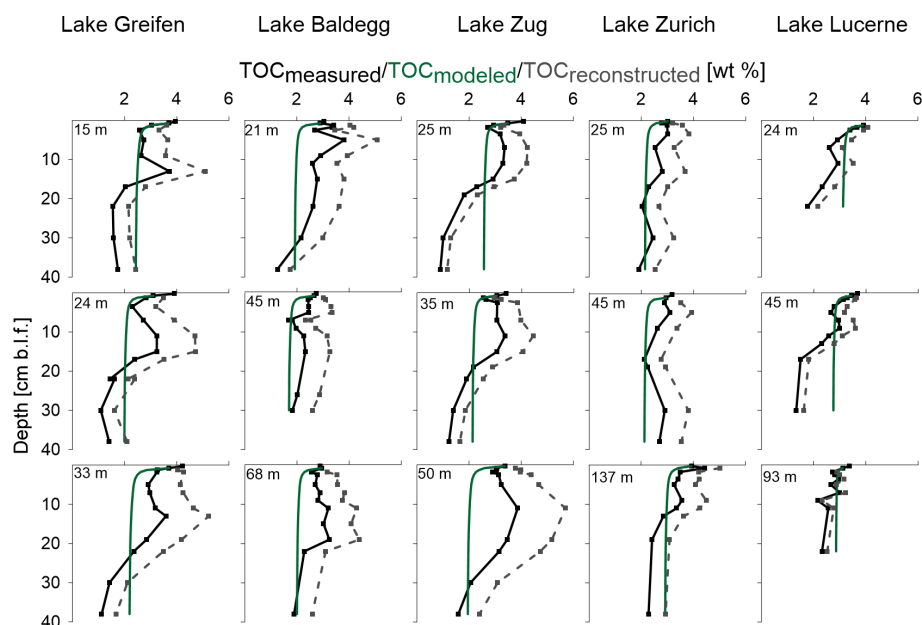 Lake Greifen Lake Baldegg Lake Zug Lake Zurich Lake Lucerne
TOCmeasured/TOCmodeled/TOCreconstructed [wt %]
2 4 6 2 4 6 2 4 6 2 4 6 2 4 6
15 m 21 m 25 m 25 m 24 m
10
20
30
40
24 m 45 m 35 m 45 m 45 m
10
20
30
40
Depth [cm b.l.f.]
33 m 68 m 50 m 137 m 93 m
10
20
30
40